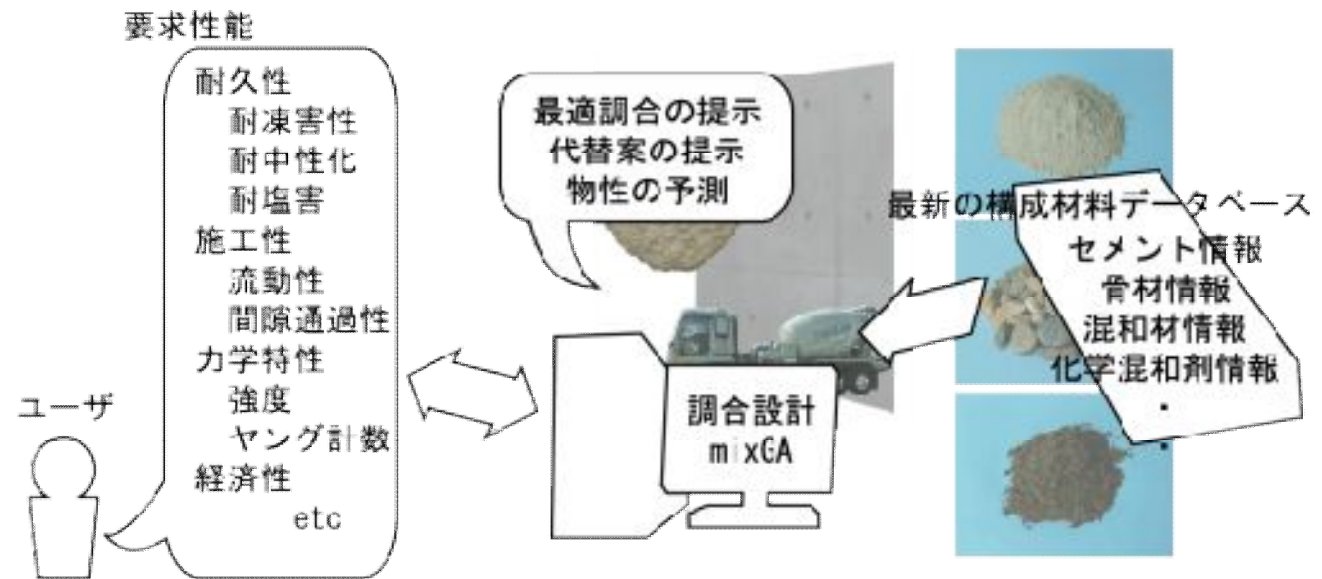 要求性能
耐久性
耐凍害性
耐中性化
耐塩害
施工性
流動性
間隙通過性
力学特性
強度
ヤング計数
経済性
etc
ユーザ
最適調合の提示
代替案の提示
物性の予測
調合設計
mixGA
最新の構成材料データベース
セメント情報
骨材情報
混和材情報
化学混和剤情報
・
・